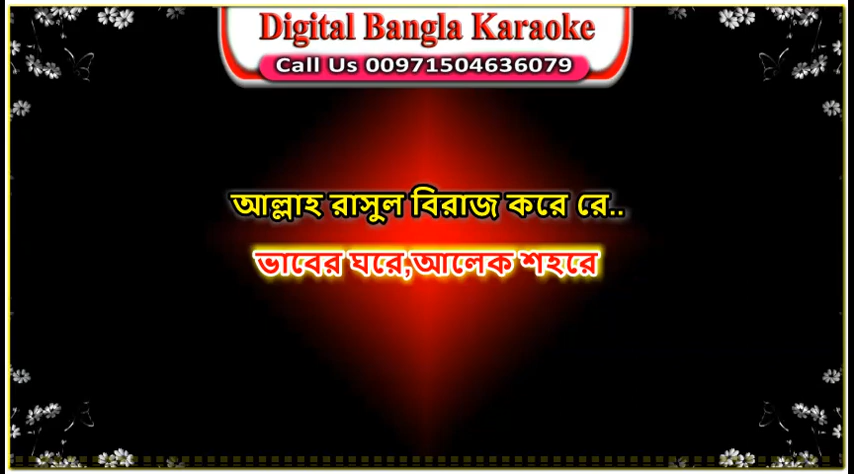 Digital Bangla Karaoke
Call Us 00971504636079
আল্লাহ রাসুল বিরাজ করে রে..
ভাবের ঘরে,আলেক শহরে